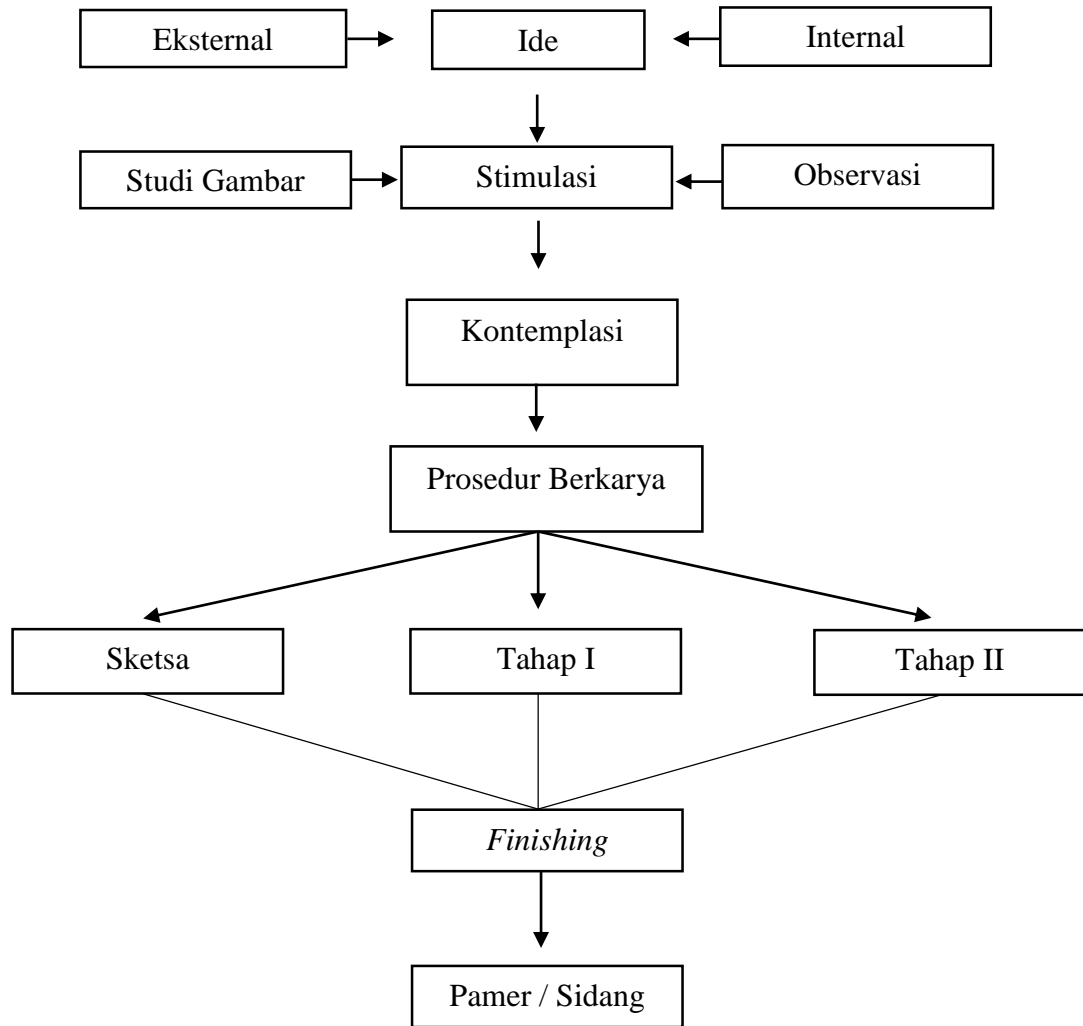 Eksternal
Ide
Internal
Studi Gambar
Stimulasi
Observasi
Kontemplasi
Prosedur Berkarya
Sketsa
Tahap I
Tahap II
Finishing
Pamer / Sidang